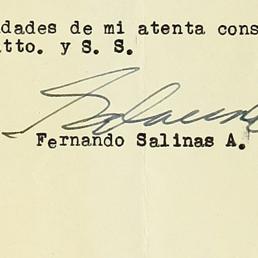 dades de mi atenta cons
tto. y S. S.
Fernando Salinas A.